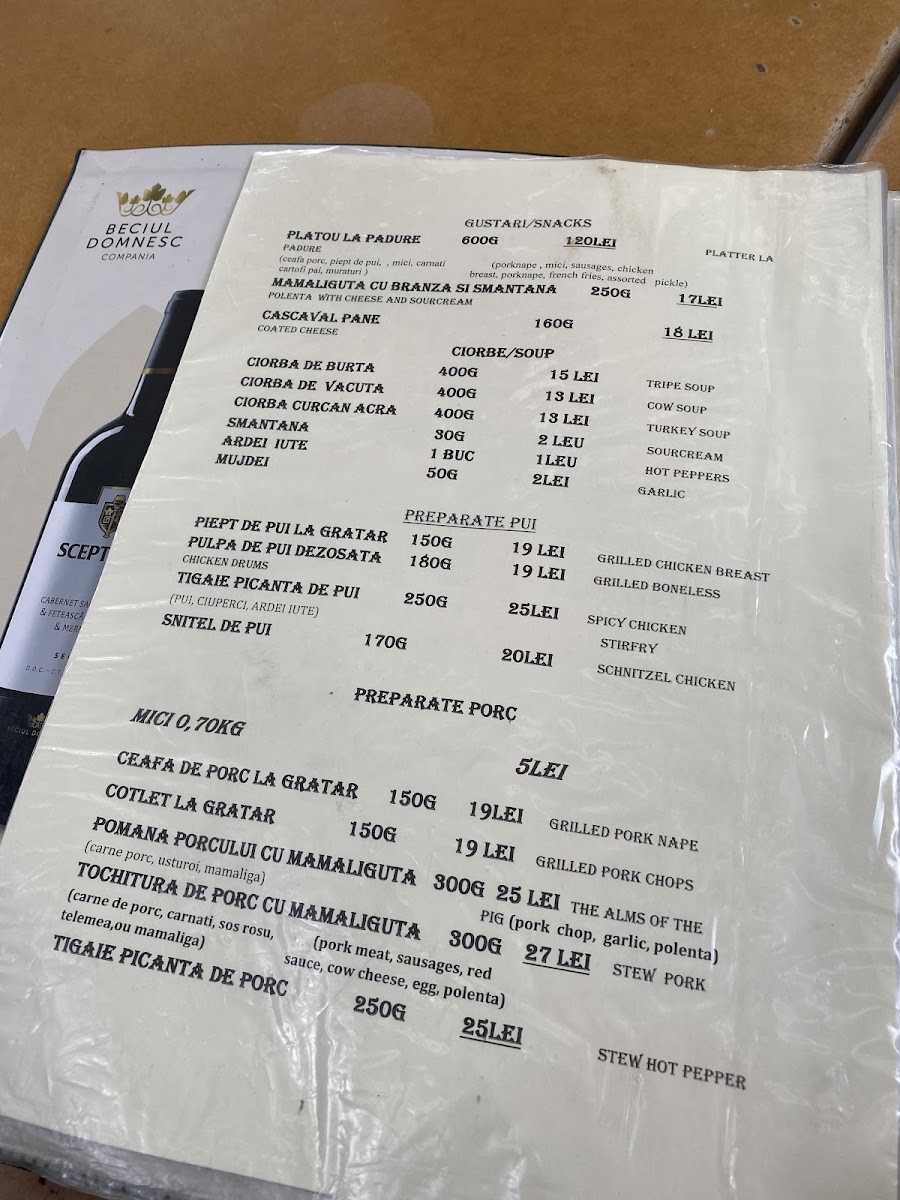 BECIUL
DOMNESC
COMPANIA
SCEPT
CABERNET SA
& FETEASCĂ
& MER
GUSTARI/SNACKS
PLATOU LA PADURE 600G 120LEI PLATTER LA
PADURE
(ceafa porc, piept de pui, , mici, carnati (porknape , mici, sausages, chicken
cartofi pai, muraturi ) breast, porknape, french fries, assorted pickle)
MAMALIGUTA CU BRANZA SI SMANTANA 250G 17LEI
POLENTA WITH CHEESE AND SOURCREAM
CASCAVAL PANE 160G 18 LEI
COATED CHEESE
CIORBE/SOUP
CIORBA DE BURTA 400G 15 LEI TRIPE SOUP
CIORBA DE VACUTA 400G 13 LEI COW SOUP
CIORBA CURCAN ACRA 400G 13 LEI TURKEY SOUP
SMANTANA 30G 2 LEU SOURCREAM
ARDEI IUTE 1 BUC 1LEU HOT PEPPERS
MUJDEI 50G 2LEI GARLIC
PREPARATE PUI
PIEPT DE PUI LA GRATAR 150G 19 LEI GRILLED CHICKEN BREAST
PULPA DE PUI DEZOSATA 180G 19 LEI GRILLED BONELESS
CHICKEN DRUMS
TIGAIE PICANTA DE PUI 250G 25LEI SPICY CHICKEN
(PUI, CIUPERCI, ARDEI IUTE) STIRFRY
SNITEL DE PUI 170G 20LEI SCHNITZEL CHICKEN
PREPARATE PORC
MICI 0,70KG 5LEI
CEAFA DE PORC LA GRATAR 150G 19LEI GRILLED PORK NAPE
COTLET LA GRATAR 150G 19 LEI GRILLED PORK CHOPS
POMANA PORCULUI CU MAMALIGUTA 300G 25 LEI THE ALMS OF THE
(carne porc, usturoi, mamaliga) PIG (pork chop, garlic, polenta)
TOCHITURA DE PORC CU MAMALIGUTA 300G 27 LEI STEW PORK
(carne de porc, carnati, sos rosu, (pork meat, sausages, red
telemea,ou mamaliga) sauce, cow cheese, egg, polenta)
TIGAIE PICANTA DE PORC 250G 25LEI STEW HOT PEPPER